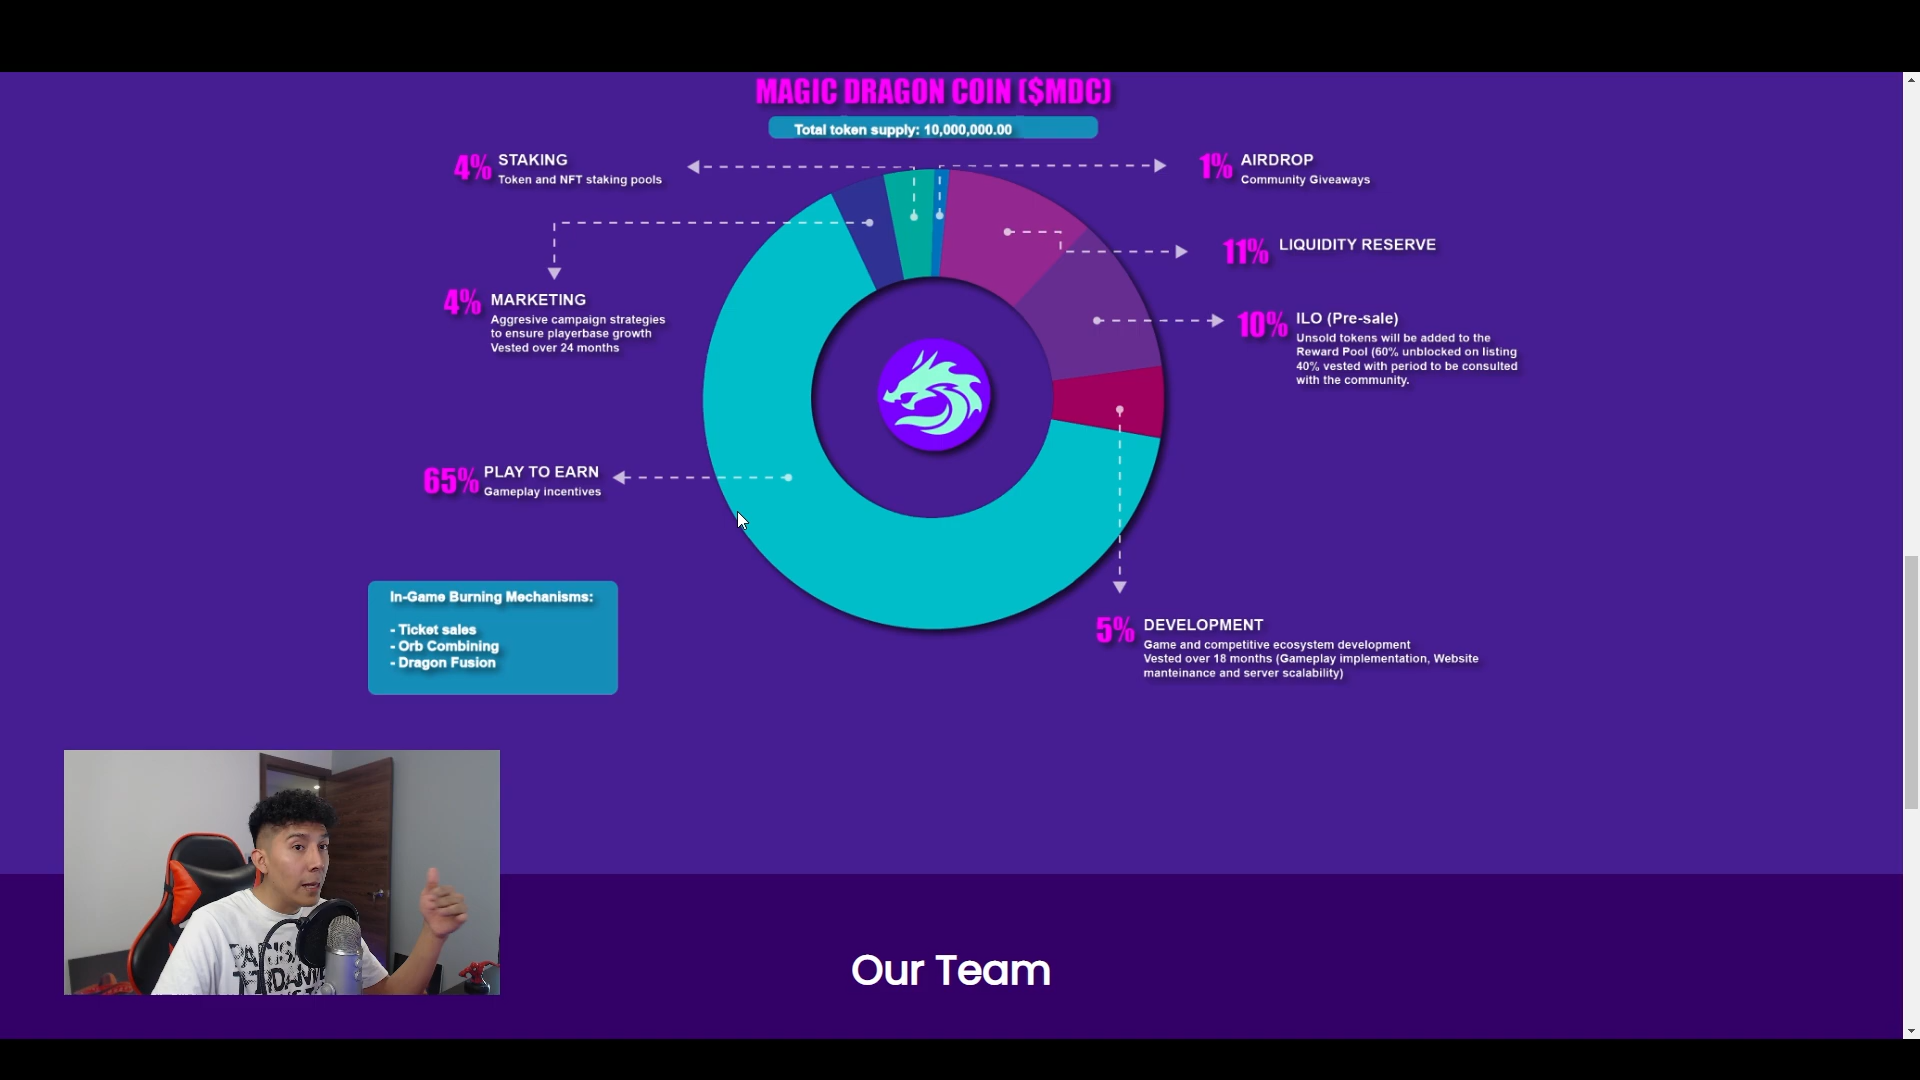 MAGIC DRAGON COIN ($MDC)
Total token supply: 10,000,000.00
4% STAKING
Token and NFT staking pools
1% AIRDROP
Community Giveaways
11% LIQUIDITY RESERVE
4% MARKETING
Aggresive campaign strategies
to ensure playerbase growth
Vested over 24 months
10% ILO (Pre-sale)
Unsold tokens will be added to the
Reward Pool (60% unblocked on listing
40% vested with period to be consulted
with the community.
65% PLAY TO EARN
Gameplay incentives
In-Game Burning Mechanisms:
- Ticket sales
- Orb Combining
- Dragon Fusion
5% DEVELOPMENT
Game and competitive ecosystem development
Vested over 18 months (Gameplay implementation, Website
manteinance and server scalability)
Our Team